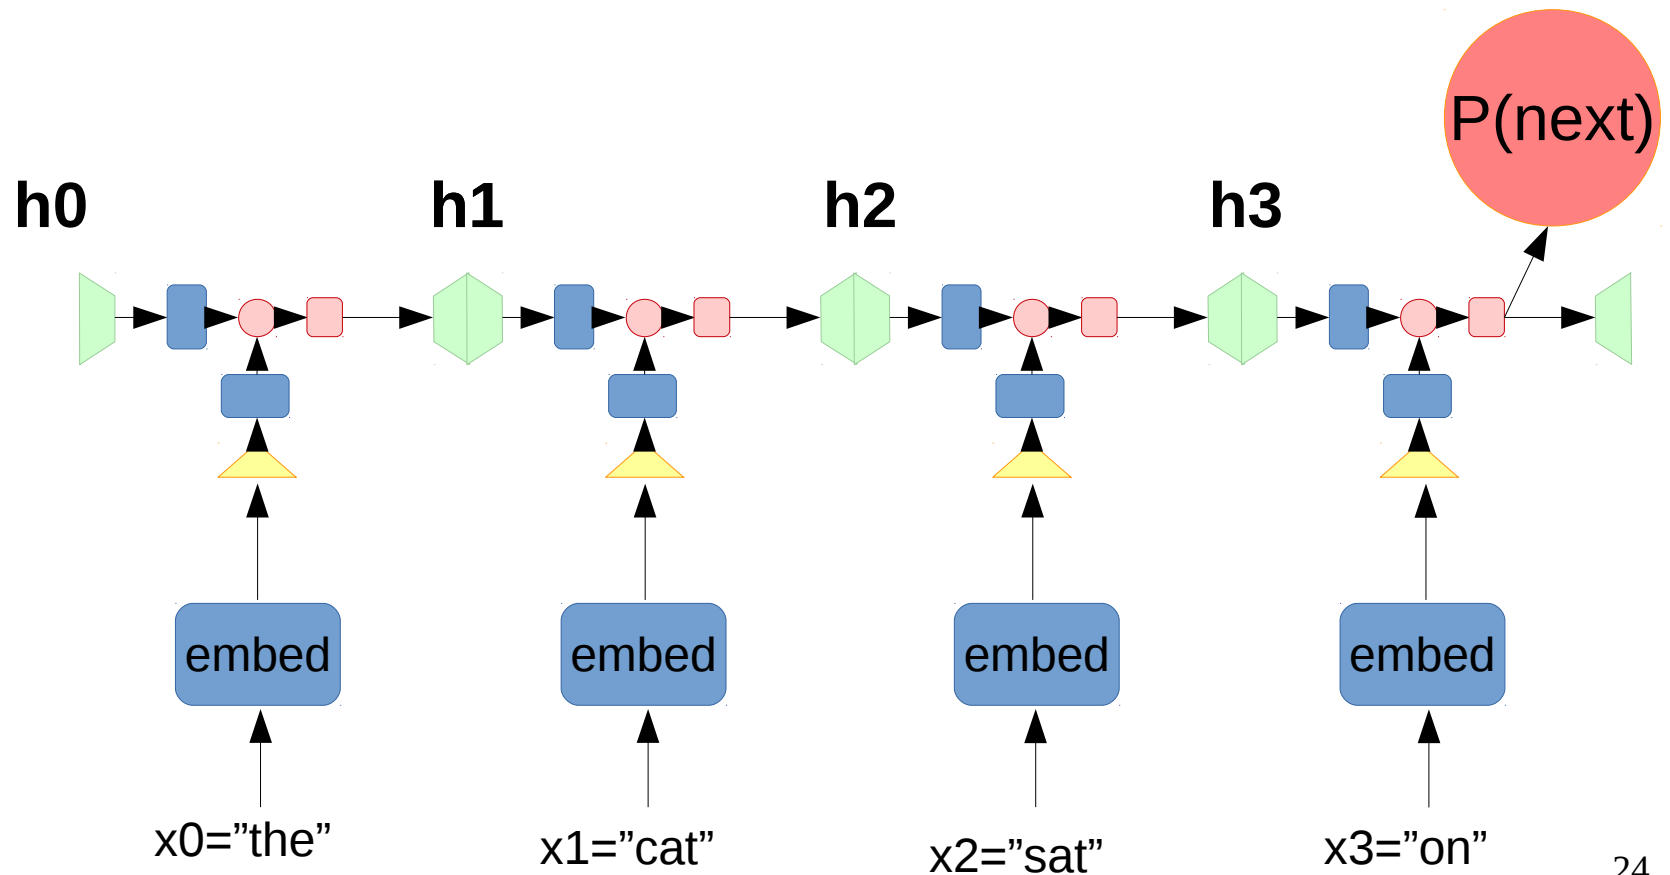 P(next)
h0
h1
h2
h3
embed
embed
embed
embed
x0=”the”
x1=”cat”
x2=”sat”
x3=”on”
24